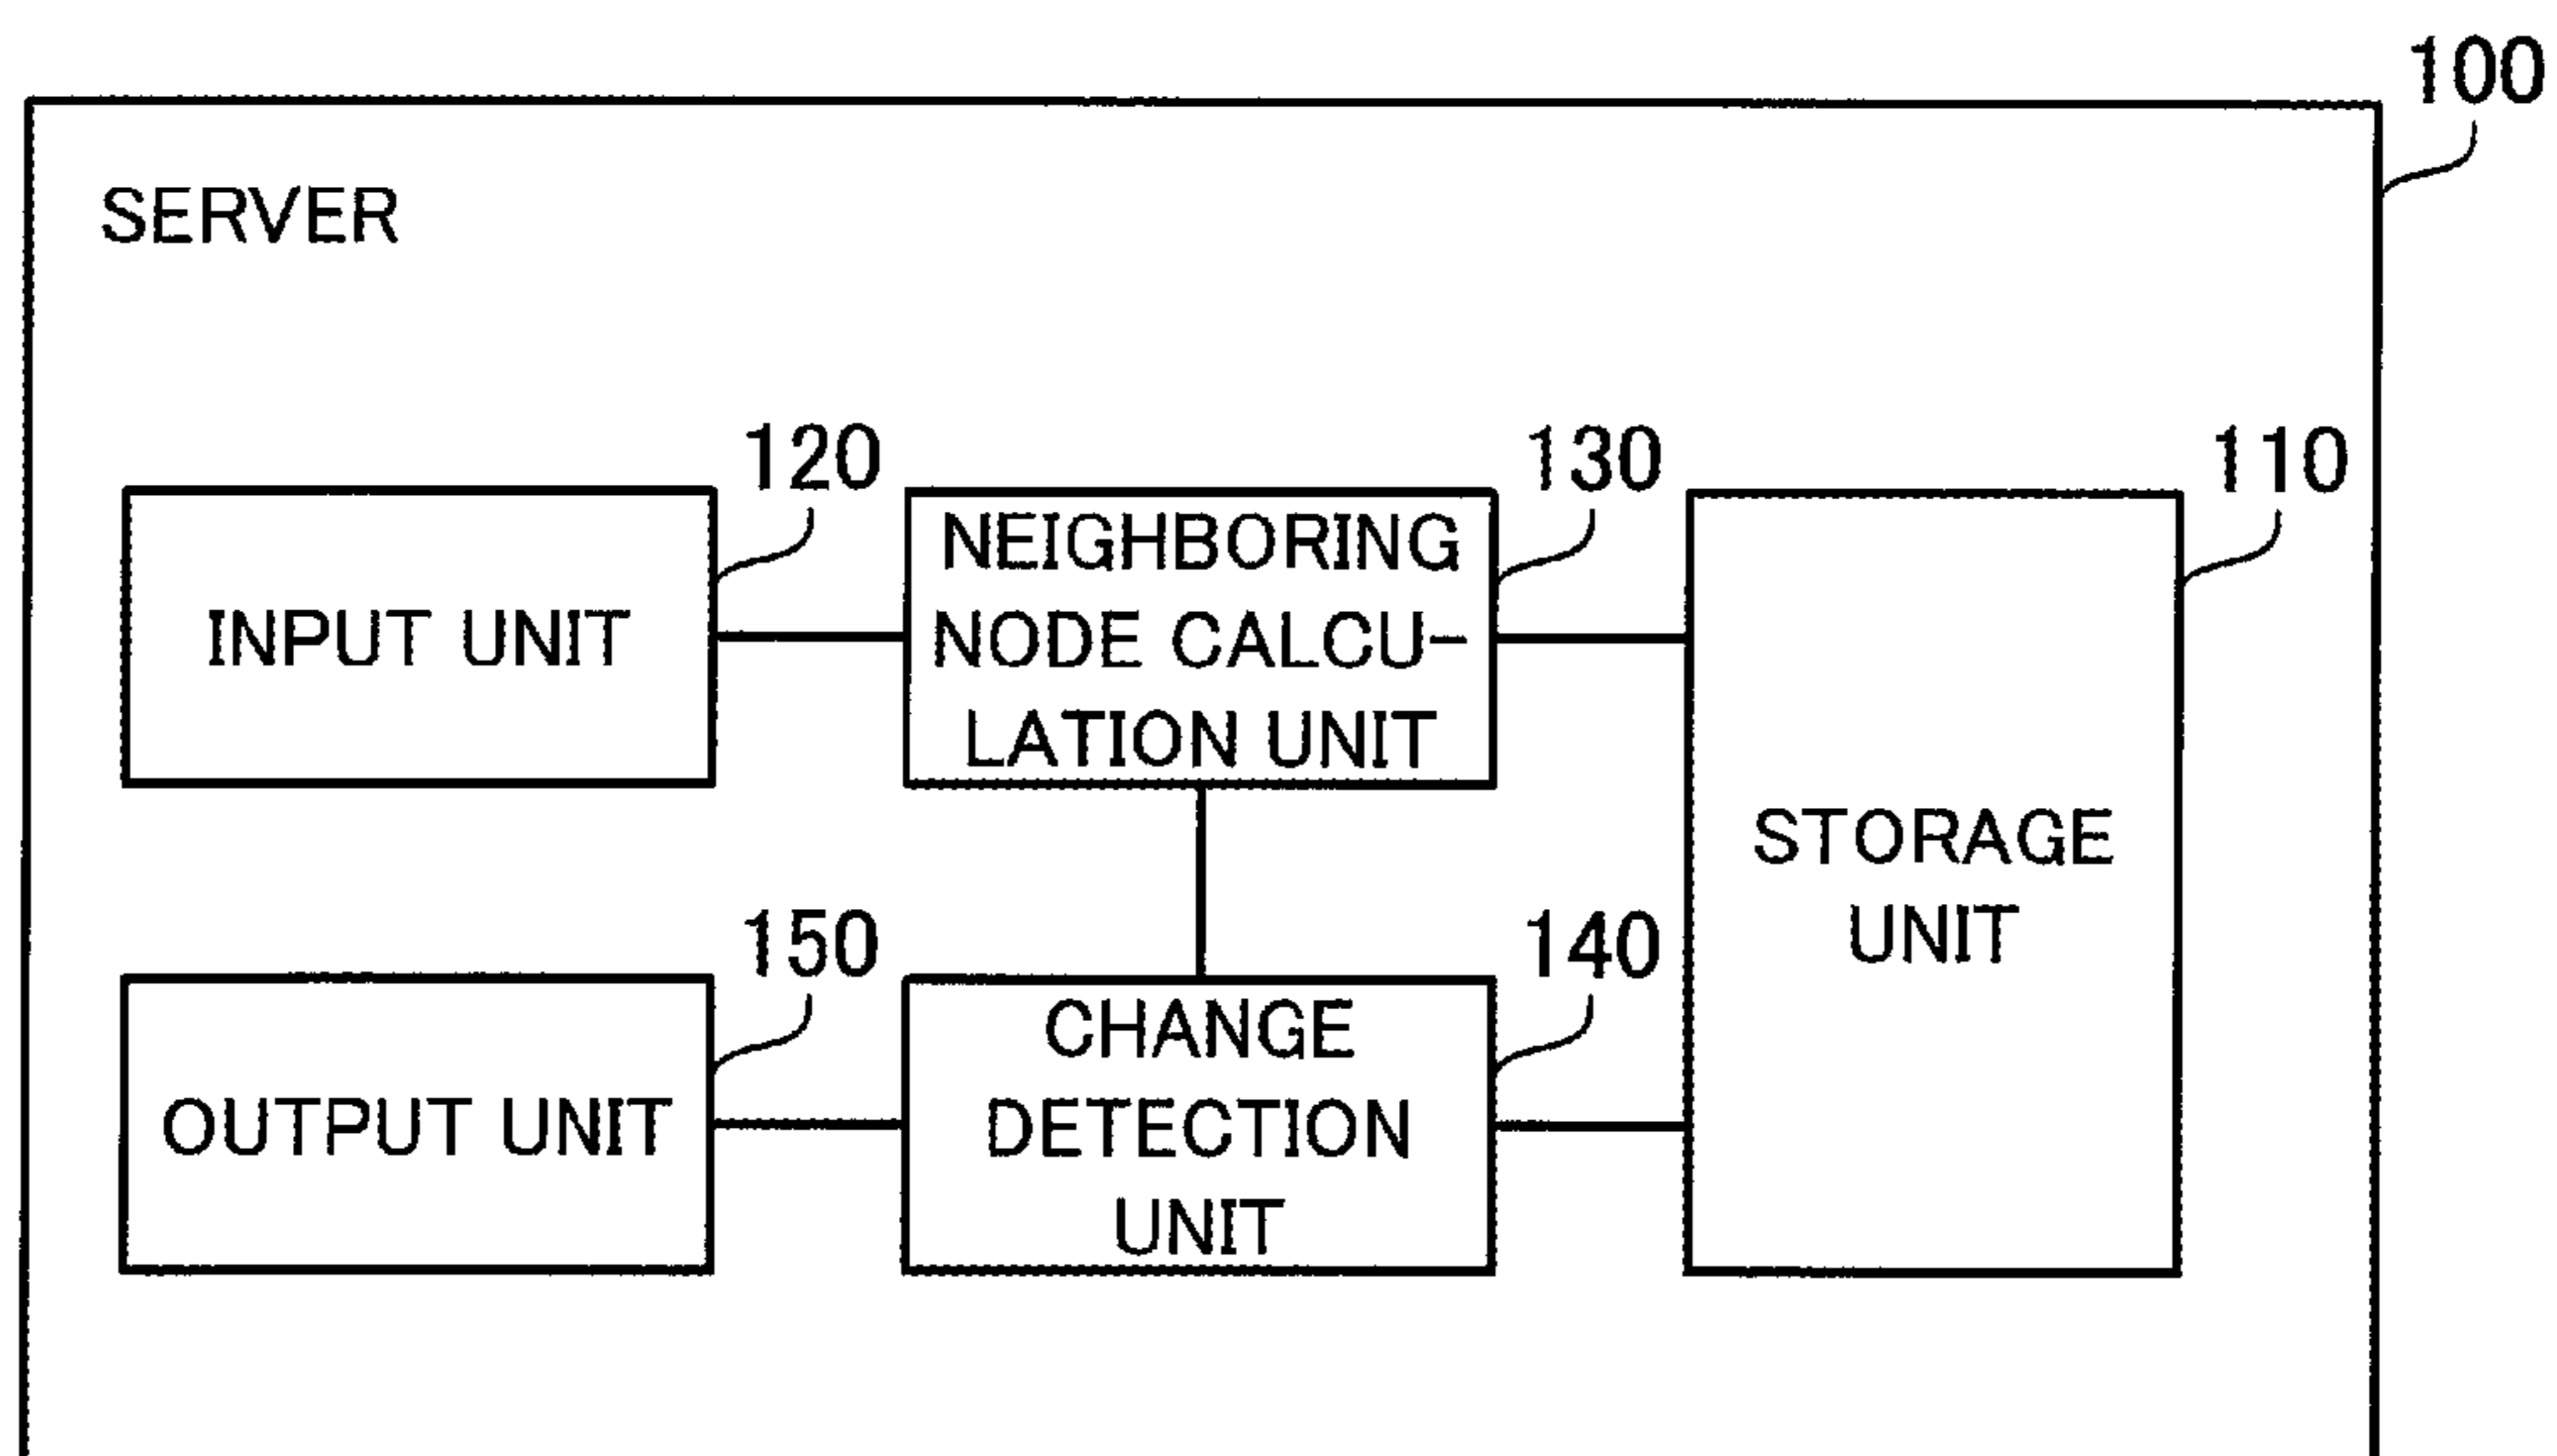 100
SERVER
120
130
110
INPUT UNIT
NEIGHBORING
NODE CALCU-
LATION UNIT
STORAGE
UNIT
150
140
OUTPUT UNIT
CHANGE
DETECTION
UNIT